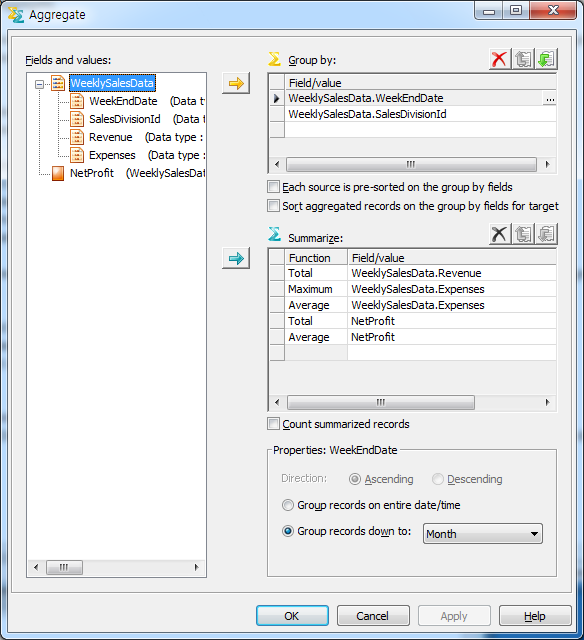 Aggregate
Fields and values:
WeeklySalesData
WeekEndDate (Data ty
SalesDivisionId (Data ty
Revenue (Data type :
Expenses (Data type :
NetProfit (WeeklySalesDat
Group by:
Field/value
WeeklySalesData.WeekEndDate ...
WeeklySalesData.SalesDivisionId
Each source is pre-sorted on the group by fields
Sort aggregated records on the group by fields for target
Summarize:
Function Field/value
Total WeeklySalesData.Revenue
Maximum WeeklySalesData.Expenses
Average WeeklySalesData.Expenses
Total NetProfit
Average NetProfit
Count summarized records
Properties: WeekEndDate
Direction: Ascending Descending
Group records on entire date/time
Group records down to: Month
OK Cancel Apply Help